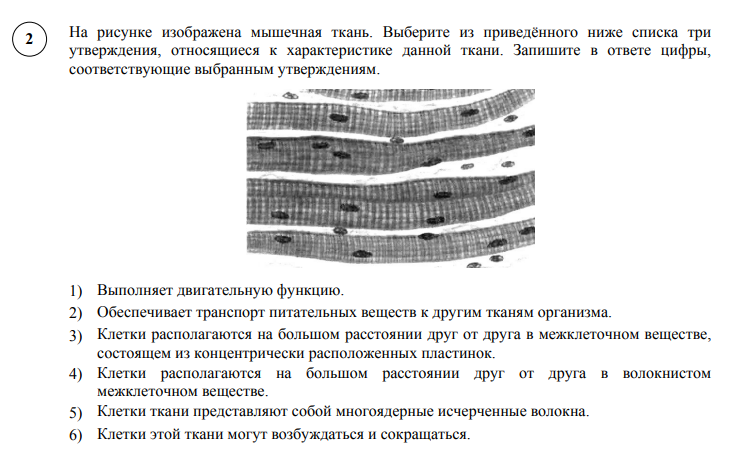 2
На рисунке изображена мышечная ткань. Выберите из приведённого ниже списка три
утверждения, относящиеся к характеристике данной ткани. Запишите в ответе цифры,
соответствующие выбранным утверждениям.
1) Выполняет двигательную функцию.
2) Обеспечивает транспорт питательных веществ к другим тканям организма.
3) Клетки располагаются на большом расстоянии друг от друга в межклеточном веществе,
состоящем из концентрически расположенных пластинок.
4) Клетки располагаются на большом расстоянии друг от друга в волокнистом
межклеточном веществе.
5) Клетки ткани представляют собой многоядерные исчерченные волокна.
6) Клетки этой ткани могут возбуждаться и сокращаться.